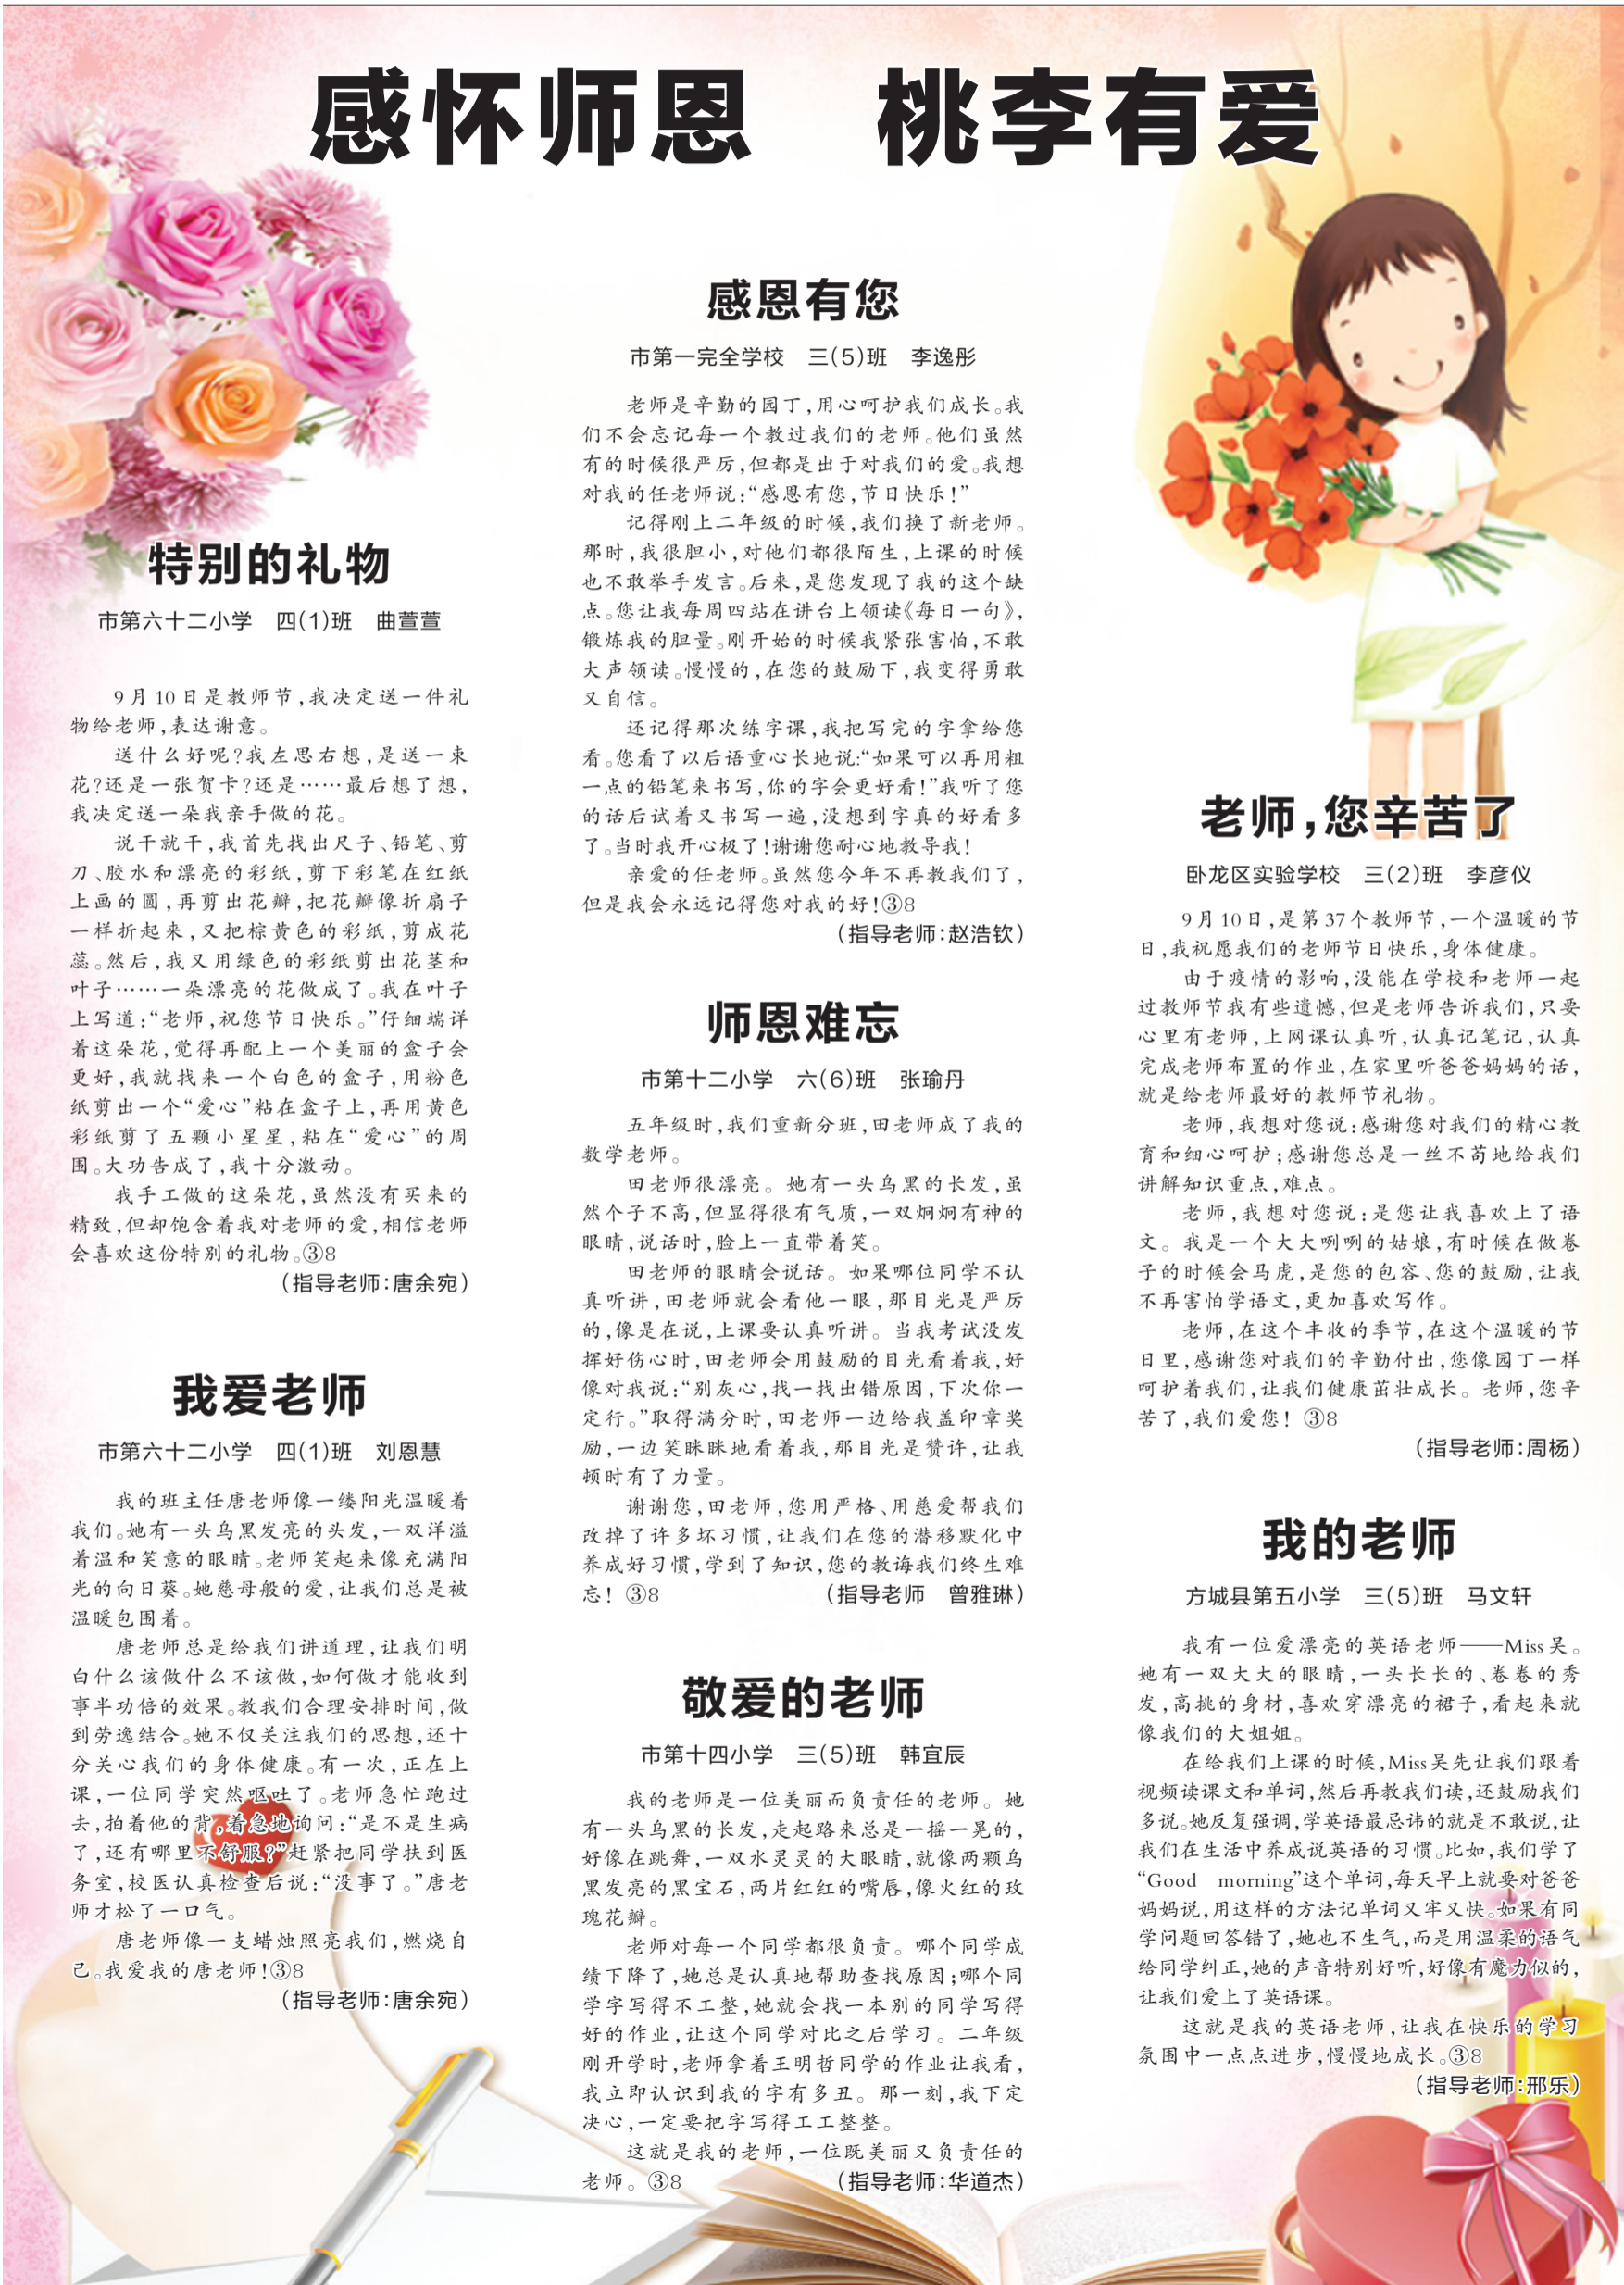 感怀师恩　桃李有爱
特别的礼物
市第六十二小学　四(1)班　曲萱萱
9月10日是教师节,我决定送一件礼
物给老师,表达谢意。
送什么好呢?我左思右想,是送一束
花?还是一张贺卡?还是……最后想了想,
我决定送一朵我亲手做的花。
说干就干,我首先找出尺子、铅笔、剪
刀、胶水和漂亮的彩纸,剪下彩笔在红纸
上画的圆,再剪出花瓣,把花瓣像折扇子
一样折起来,又把棕黄色的彩纸,剪成花
蕊。然后,我又用绿色的彩纸剪出花茎和
叶子……一朵漂亮的花做成了。我在叶子
上写道:“老师,祝您节日快乐。”仔细端详
着这朵花,觉得再配上一个美丽的盒子会
更好,我就找来一个白色的盒子,用粉色
纸剪出一个“爱心”粘在盒子上,再用黄色
彩纸剪了五颗小星星,粘在“爱心”的周
围。大功告成了,我十分激动。
我手工做的这朵花,虽然没有买来的
精致,但却饱含着我对老师的爱,相信老师
会喜欢这份特别的礼物。③8
(指导老师:唐余宛)
我爱老师
市第六十二小学　四(1)班　刘恩慧
我的班主任唐老师像一缕阳光温暖着
我们。她有一头乌黑发亮的头发,一双洋溢
着温和笑意的眼睛。老师笑起来像充满阳
光的向日葵。她慈母般的爱,让我们总是被
温暖包围着。
唐老师总是给我们讲道理,让我们明
白什么该做什么不该做,如何做才能收到
事半功倍的效果。教我们合理安排时间,做
到劳逸结合。她不仅关注我们的思想,还十
分关心我们的身体健康。有一次,正在上
课,一位同学突然呕吐了。老师急忙跑过
去,拍着他的背,着急地询问:“是不是生病
了,还有哪里不舒服?”赶紧把同学扶到医
务室,校医认真检查后说:“没事了。”唐老
师才松了一口气。
唐老师像一支蜡烛照亮我们,燃烧自
己。我爱我的唐老师!③8
(指导老师:唐余宛)
感恩有您
市第一完全学校　三(5)班　李逸彤
老师是辛勤的园丁,用心呵护我们成长。我
们不会忘记每一个教过我们的老师。他们虽然
有的时候很严厉,但都是出于对我们的爱。我想
对我的任老师说:“感恩有您,节日快乐!”
记得刚上二年级的时候,我们换了新老师。
那时,我很胆小,对他们都很陌生,上课的时候
也不敢举手发言。后来,是您发现了我的这个缺
点。您让我每周四站在讲台上领读《每日一句》,
锻炼我的胆量。刚开始的时候我紧张害怕,不敢
大声领读。慢慢的,在您的鼓励下,我变得勇敢
又自信。
还记得那次练字课,我把写完的字拿给您
看。您看了以后语重心长地说:“如果可以再用粗
一点的铅笔来书写,你的字会更好看!”我听了您
的话后试着又书写一遍,没想到字真的好看多
了。当时我开心极了!谢谢您耐心地教导我!
亲爱的任老师。虽然您今年不再教我们了,
但是我会永远记得您对我的好!③8
(指导老师:赵浩钦)
师恩难忘
市第十二小学　六(6)班　张瑜丹
五年级时,我们重新分班,田老师成了我的
数学老师。
田老师很漂亮。她有一头乌黑的长发,虽
然个子不高,但显得很有气质,一双炯炯有神的
眼睛,说话时,脸上一直带着笑。
田老师的眼睛会说话。如果哪位同学不认
真听讲,田老师就会看他一眼,那目光是严厉
的,像是在说,上课要认真听讲。当我考试没发
挥好伤心时,田老师会用鼓励的目光看着我,好
像对我说:“别灰心,找一找出错原因,下次你一
定行。”取得满分时,田老师一边给我盖印章奖
励,一边笑眯眯地看着我,那目光是赞许,让我
顿时有了力量。
谢谢您,田老师,您用严格、用慈爱帮我们
改掉了许多坏习惯,让我们在您的潜移默化中
养成好习惯,学到了知识,您的教诲我们终生难
忘!③8　(指导老师　曾雅琳)
敬爱的老师
市第十四小学　三(5)班　韩宜辰
我的老师是一位美丽而负责任的老师。她
有一头乌黑的长发,走起路来总是一摇一晃的,
好像在跳舞,一双水灵灵的大眼睛,就像两颗乌
黑发亮的黑宝石,两片红红的嘴唇,像火红的玫
瑰花瓣。
老师对每一个同学都很负责。哪个同学成
绩下降了,她总是认真地帮助查找原因;哪个同
学字写得不工整,她就会找一本别的同学写得
好的作业,让这个同学对比之后学习。二年级
刚开学时,老师拿着王明哲同学的作业让我看,
我立即认识到我的字有多丑。那一刻,我下定
决心,一定要把字写得工工整整。
这就是我的老师,一位既美丽又负责任的
老师。③8　(指导老师:华道杰)
老师,您辛苦了
卧龙区实验学校　三(2)班　李彦仪
9月10日,是第37个教师节,一个温暖的节
日,我祝愿我们的老师节日快乐,身体健康。
由于疫情的影响,没能在学校和老师一起
过教师节我有些遗憾,但是老师告诉我们,只要
心里有老师,上网课认真听,认真记笔记,认真
完成老师布置的作业,在家里听爸爸妈妈的话,
就是给老师最好的教师节礼物。
老师,我想对您说:感谢您对我们的精心教
育和细心呵护;感谢您总是一丝不苟地给我们
讲解知识重点,难点。
老师,我想对您说:是您让我喜欢上了语
文。我是一个大大咧咧的姑娘,有时候在做卷
子的时候会马虎,是您的包容、您的鼓励,让我
不再害怕学语文,更加喜欢写作。
老师,在这个丰收的季节,在这个温暖的节
日里,感谢您对我们的辛勤付出,您像园丁一样
呵护着我们,让我们健康茁壮成长。老师,您辛
苦了,我们爱您!③8
(指导老师:周杨)
我的老师
方城县第五小学　三(5)班　马文轩
我有一位爱漂亮的英语老师——Miss吴。
她有一双大大的眼睛,一头长长的、卷卷的秀
发,高挑的身材,喜欢穿漂亮的裙子,看起来就
像我们的大姐姐。
在给我们上课的时候,Miss吴先让我们跟着
视频读课文和单词,然后再教我们读,还鼓励我们
多说。她反复强调,学英语最忌讳的就是不敢说,让
我们在生活中养成说英语的习惯。比如,我们学了
“Good　morning”这个单词,每天早上就要对爸爸
妈妈说,用这样的方法记单词又牢又快。如果有同
学问题回答错了,她也不生气,而是用温柔的语气
给同学纠正,她的声音特别好听,好像有魔力似的,
让我们爱上了英语课。
这就是我的英语老师,让我在快乐的学习
氛围中一点点进步,慢慢地成长。③8
(指导老师:邢乐)